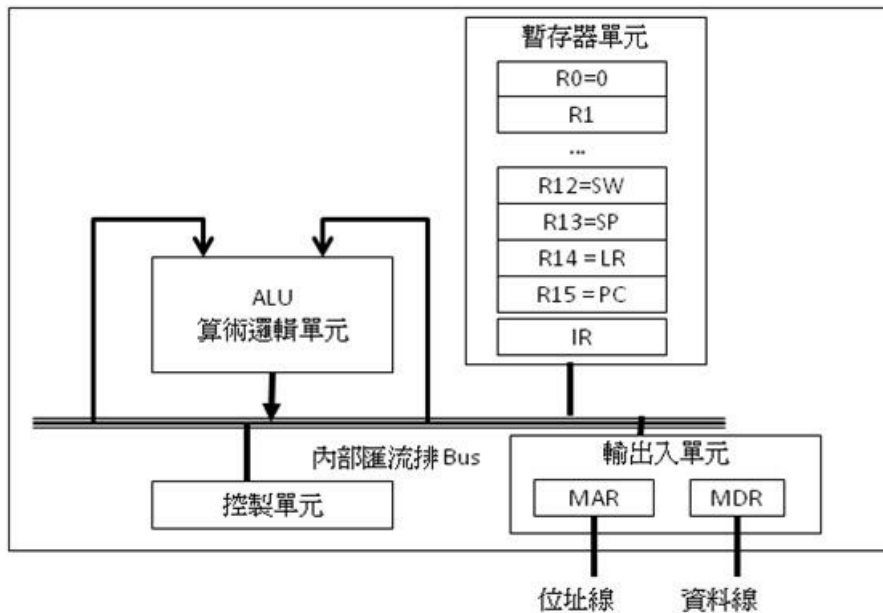 暫存器單元
R0=0
R1
...
R12=SW
R13=SP
R14 = LR
R15 = PC
IR
ALU
算術邏輯單元
內部匯流排 Bus
控製單元
輸出入單元
MAR
MDR
位址線
資料線